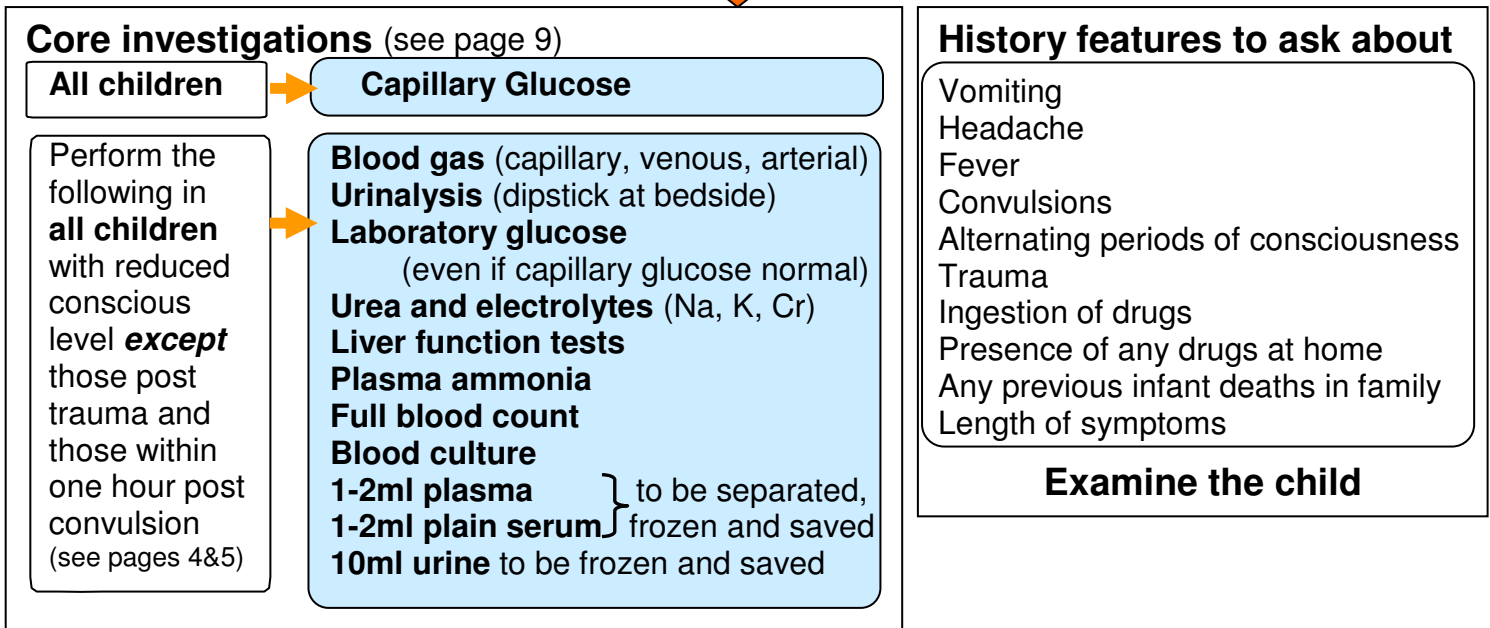 Core investigations (see page 9)
All children
Capillary Glucose
Perform the
following in
all children
with reduced
conscious
level except
those post
trauma and
those within
one hour post
convulsion
(see pages 4&5)
Blood gas (capillary, venous, arterial)
Urinalysis (dipstick at bedside)
Laboratory glucose
(even if capillary glucose normal)
Urea and electrolytes (Na, K, Cr)
Liver function tests
Plasma ammonia
Full blood count
Blood culture
1-2ml plasma } to be separated,
1-2ml plain serum frozen and saved
10ml urine to be frozen and saved
History features to ask about
Vomiting
Headache
Fever
Convulsions
Alternating periods of consciousness
Trauma
Ingestion of drugs
Presence of any drugs at home
Any previous infant deaths in family
Length of symptoms
Examine the child